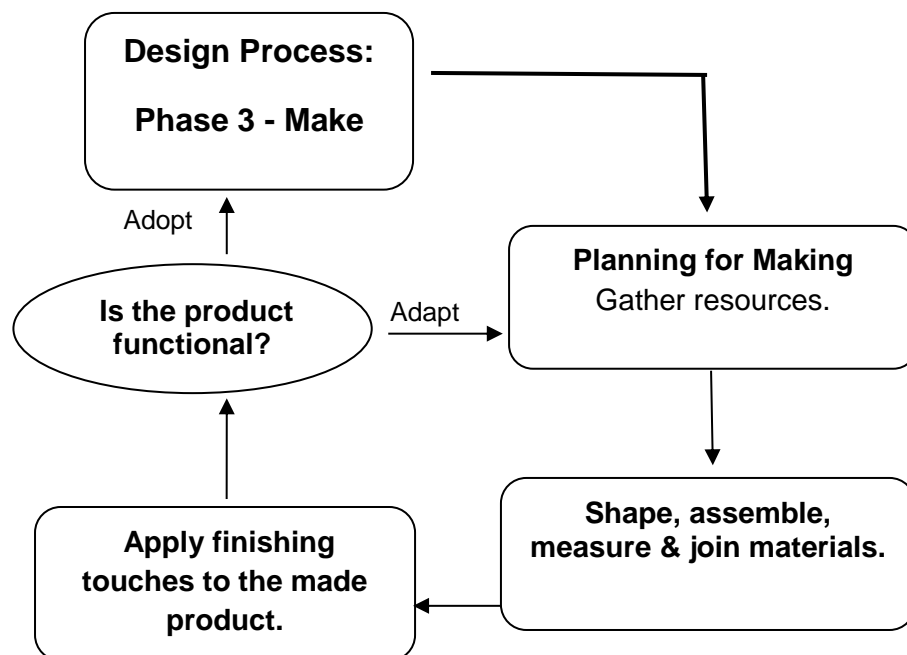 Design Process:
Phase 3 - Make
Adopt
Planning for Making
Gather resources.
Is the product
functional?
Adapt
Shape, assemble,
measure & join materials.
Apply finishing
touches to the made
product.